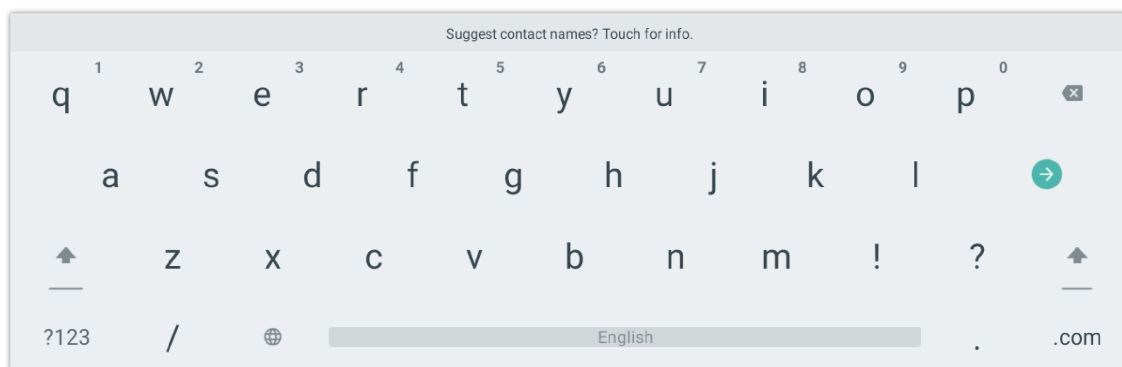 Suggest contact names? Touch for info.
1 2 3 4 5 6 7 8 9 0
q w e r t y u i o p
a s d f g h j k l
z x c v b n m ! ?
?123 / English . .com